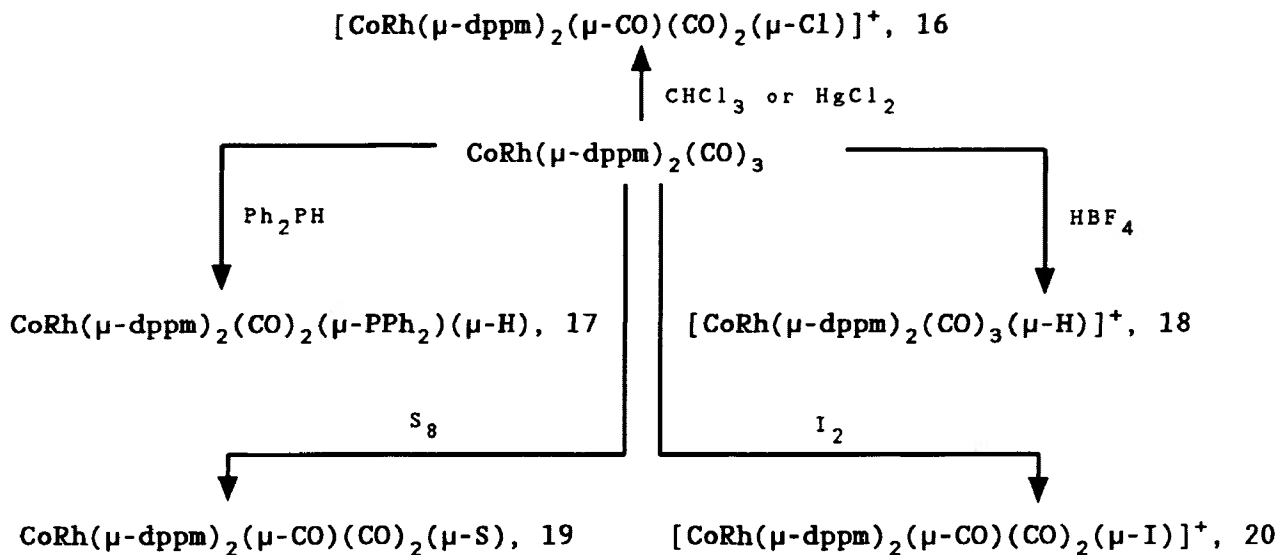 [CoRh(μ-dppm)₂(μ-CO)(CO)₂(μ-Cl)]⁺, 16
CHCl₃ or HgCl₂
CoRh(μ-dppm)₂(CO)₃
Ph₂PH
HBF₄
CoRh(μ-dppm)₂(CO)₂(μ-PPh₂)(μ-H), 17
[CoRh(μ-dppm)₂(CO)₃(μ-H)]⁺, 18
S₈
I₂
CoRh(μ-dppm)₂(μ-CO)(CO)₂(μ-S), 19
[CoRh(μ-dppm)₂(μ-CO)(CO)₂(μ-I)]⁺, 20